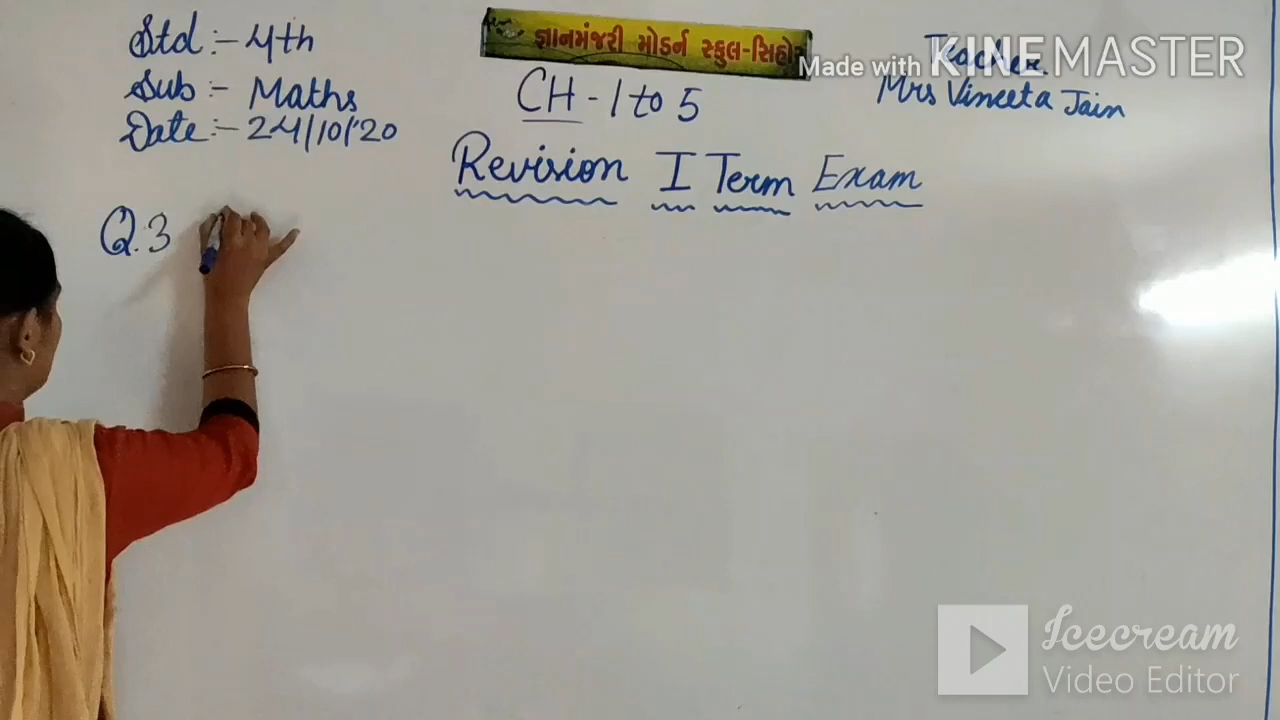 Std :- 4th
Sub :- Maths
Date :- 24/10/'20
જ્ઞાનમંજરી મોડર્ન સ્કુલ-સિહોર
CH - 1 to 5
Teacher
Mrs Vineeta Jain
Made with KINEMASTER
Revision I Term Exam
Q.3
Icecream
Video Editor